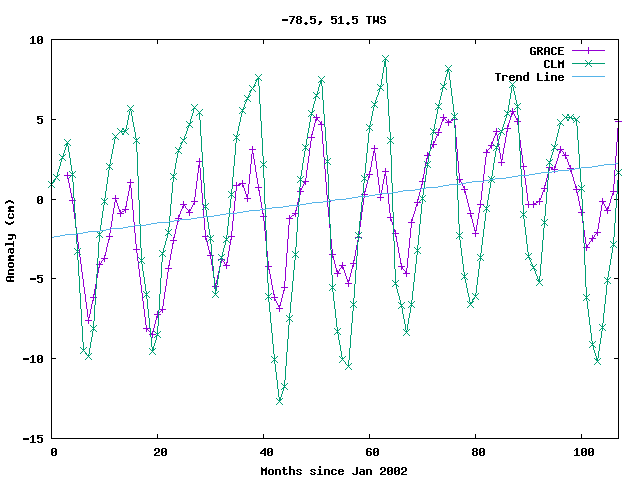 -78.5, 51.5 TWS
GRACE
CLM
Trend Line
10
5
0
-5
-10
-15
Anomaly (cm)
0 20 40 60 80 100
Months since Jan 2002